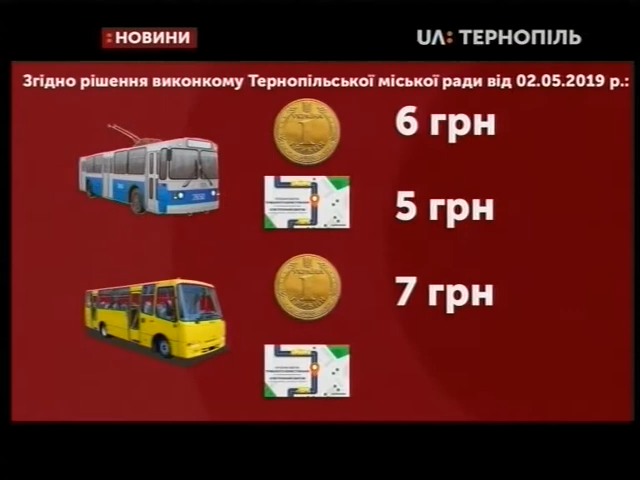 : НОВИНИ
UA: ТЕРНОПІЛЬ
Згідно рішення виконкому Тернопільської міської ради від 02.05.2019 р.:
6 грн
5 грн
7 грн